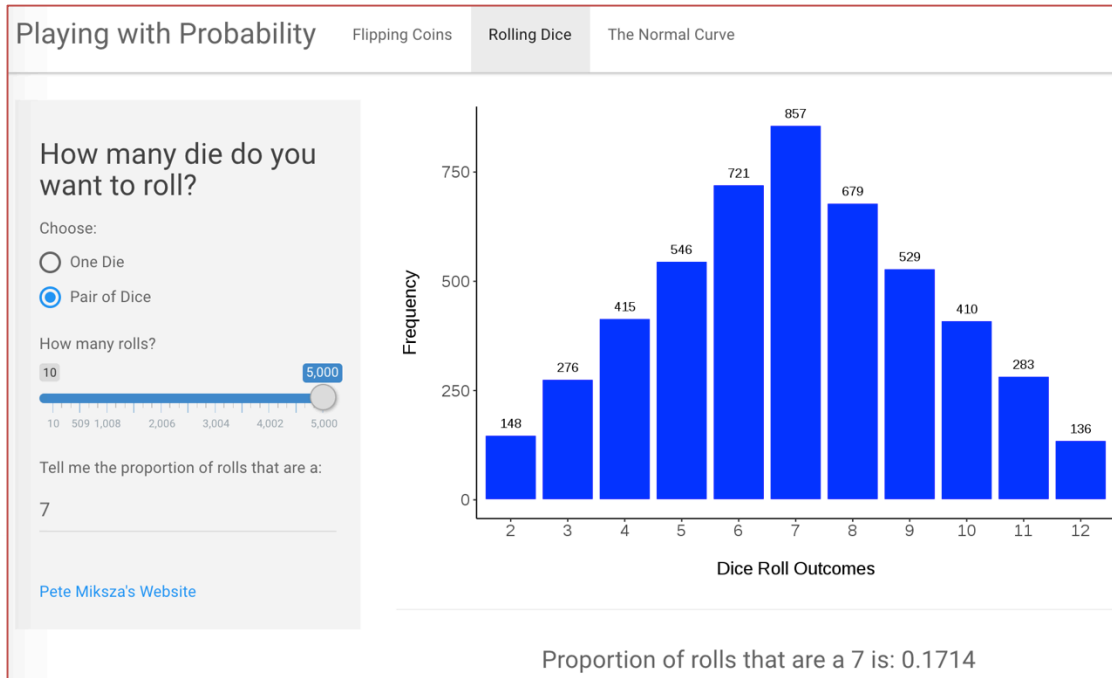 Playing with Probability
Flipping Coins
Rolling Dice
The Normal Curve
How many die do you
want to roll?
Choose:
One Die
Pair of Dice
How many rolls?
10
5,000
10 509 1,008 2,006 3,004 4,002 5,000
Tell me the proportion of rolls that are a:
7
Pete Miksza's Website
Frequency
750
500
250
0
148
276
415
546
721
857
679
529
410
283
136
2 3 4 5 6 7 8 9 10 11 12
Dice Roll Outcomes
Proportion of rolls that are a 7 is: 0.1714